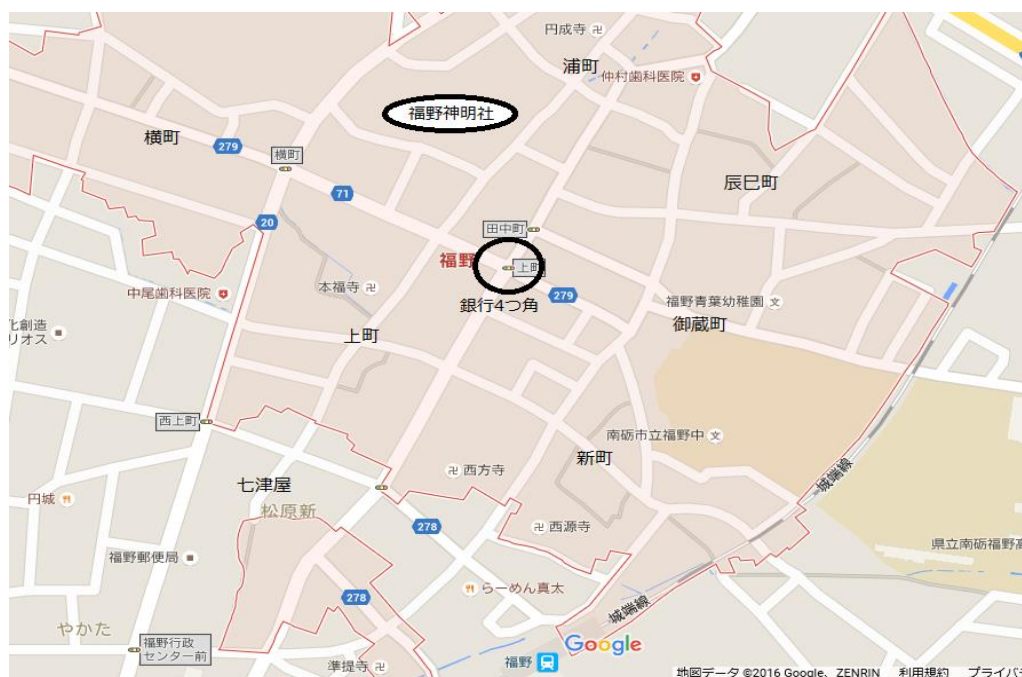 円成寺
浦町
仲村歯科医院
福野神明社
横町
279
横町
71
辰巳町
20
田中町
福野
上町
本福寺
中尾歯科医院
279
銀行4つ角
福野青葉幼稚園
御蔵町
化創造
リオス
上町
西上町
南砺市立福野中
新町
城端線
西方寺
七津屋
円城
松原新
278
西源寺
福野郵便局
県立南砺福野高
らーめん真太
278
城端線
やかた
福野行政
センター前
Google
準提寺
福野
地図データ ©2016 Google、ZENRIN 利用規約 プライバ